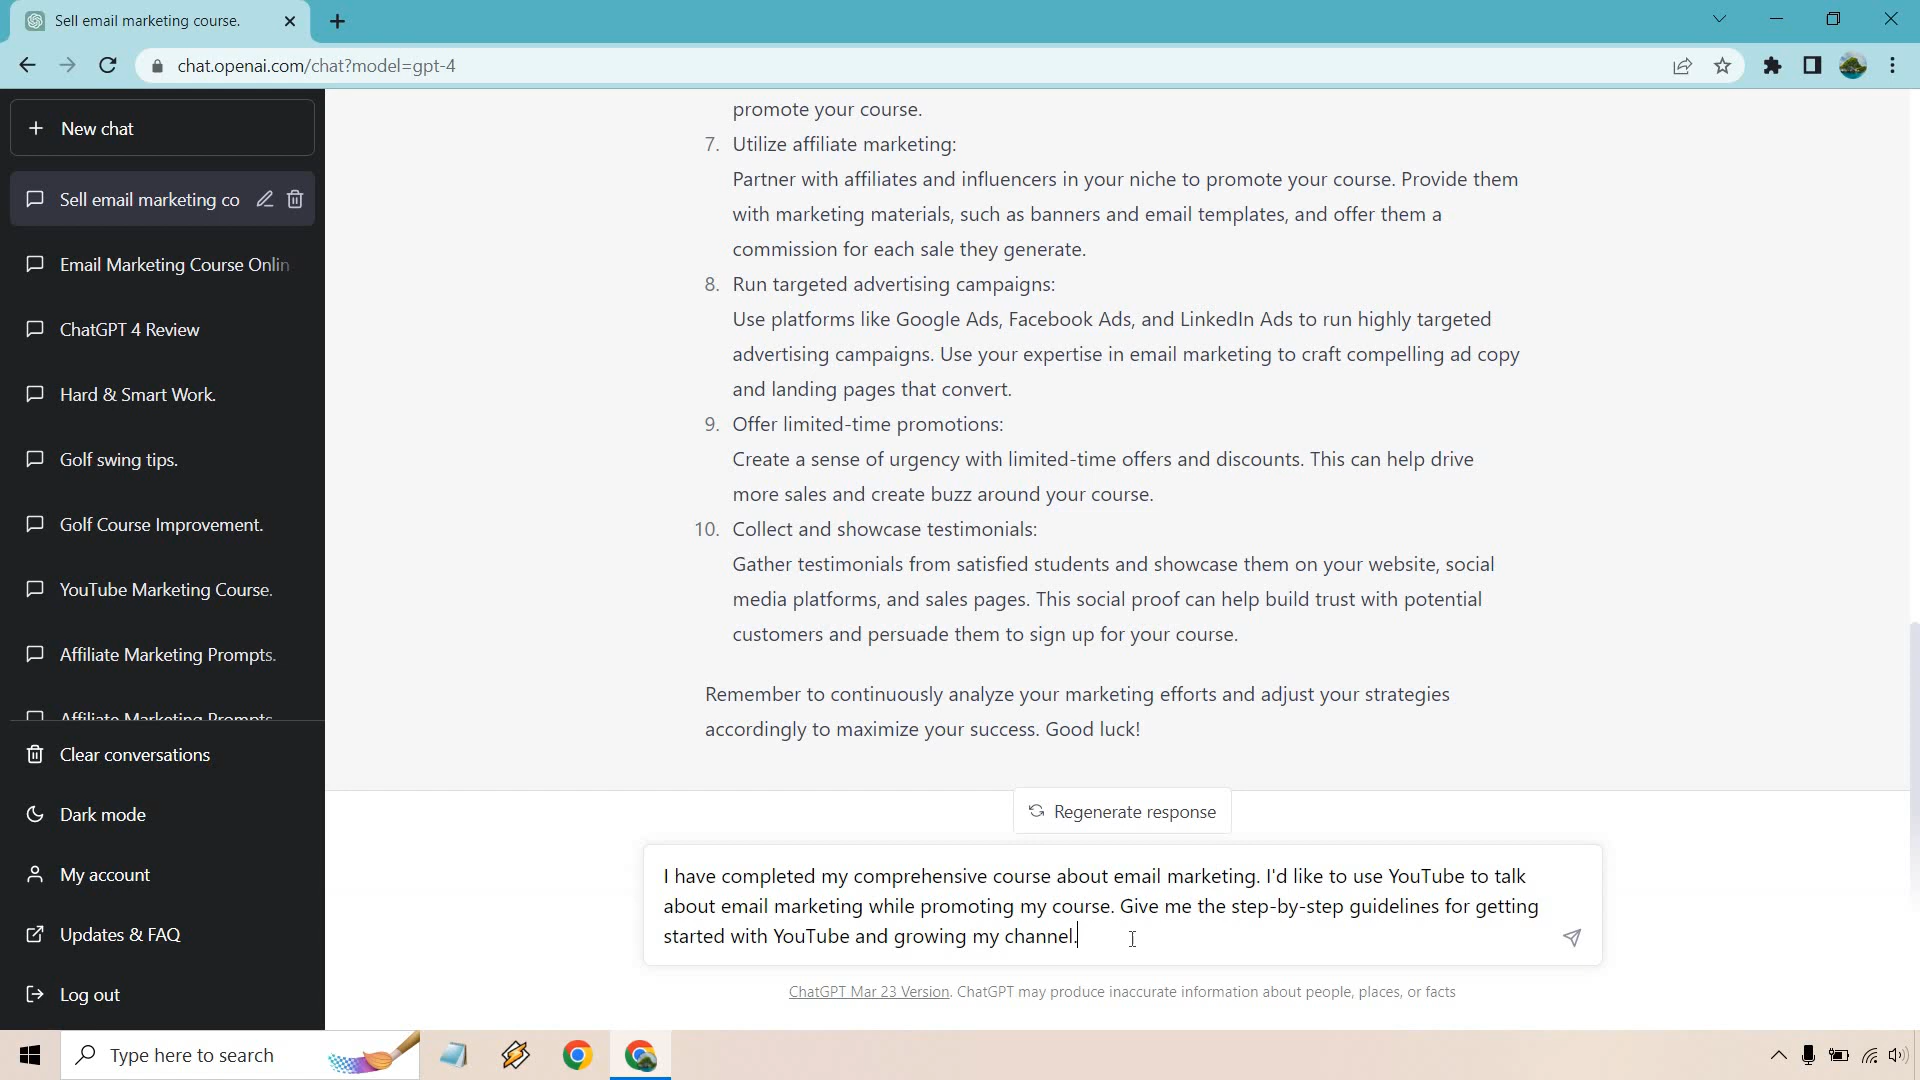 Sell email marketing course.
chat.openai.com/chat?model=gpt-4
New chat
Sell email marketing co
Email Marketing Course Onlin
ChatGPT 4 Review
Hard & Smart Work.
Golf swing tips.
Golf Course Improvement.
YouTube Marketing Course.
Affiliate Marketing Prompts.
Affiliate Marketing Prompts
Clear conversations
Dark mode
My account
Updates & FAQ
Log out
promote your course.
7. Utilize affiliate marketing:
Partner with affiliates and influencers in your niche to promote your course. Provide them
with marketing materials, such as banners and email templates, and offer them a
commission for each sale they generate.
8. Run targeted advertising campaigns:
Use platforms like Google Ads, Facebook Ads, and LinkedIn Ads to run highly targeted
advertising campaigns. Use your expertise in email marketing to craft compelling ad copy
and landing pages that convert.
9. Offer limited-time promotions:
Create a sense of urgency with limited-time offers and discounts. This can help drive
more sales and create buzz around your course.
10. Collect and showcase testimonials:
Gather testimonials from satisfied students and showcase them on your website, social
media platforms, and sales pages. This social proof can help build trust with potential
customers and persuade them to sign up for your course.
Remember to continuously analyze your marketing efforts and adjust your strategies
accordingly to maximize your success. Good luck!
Regenerate response
I have completed my comprehensive course about email marketing. I'd like to use YouTube to talk
about email marketing while promoting my course. Give me the step-by-step guidelines for getting
started with YouTube and growing my channel.
ChatGPT Mar 23 Version. ChatGPT may produce inaccurate information about people, places, or facts
Type here to search